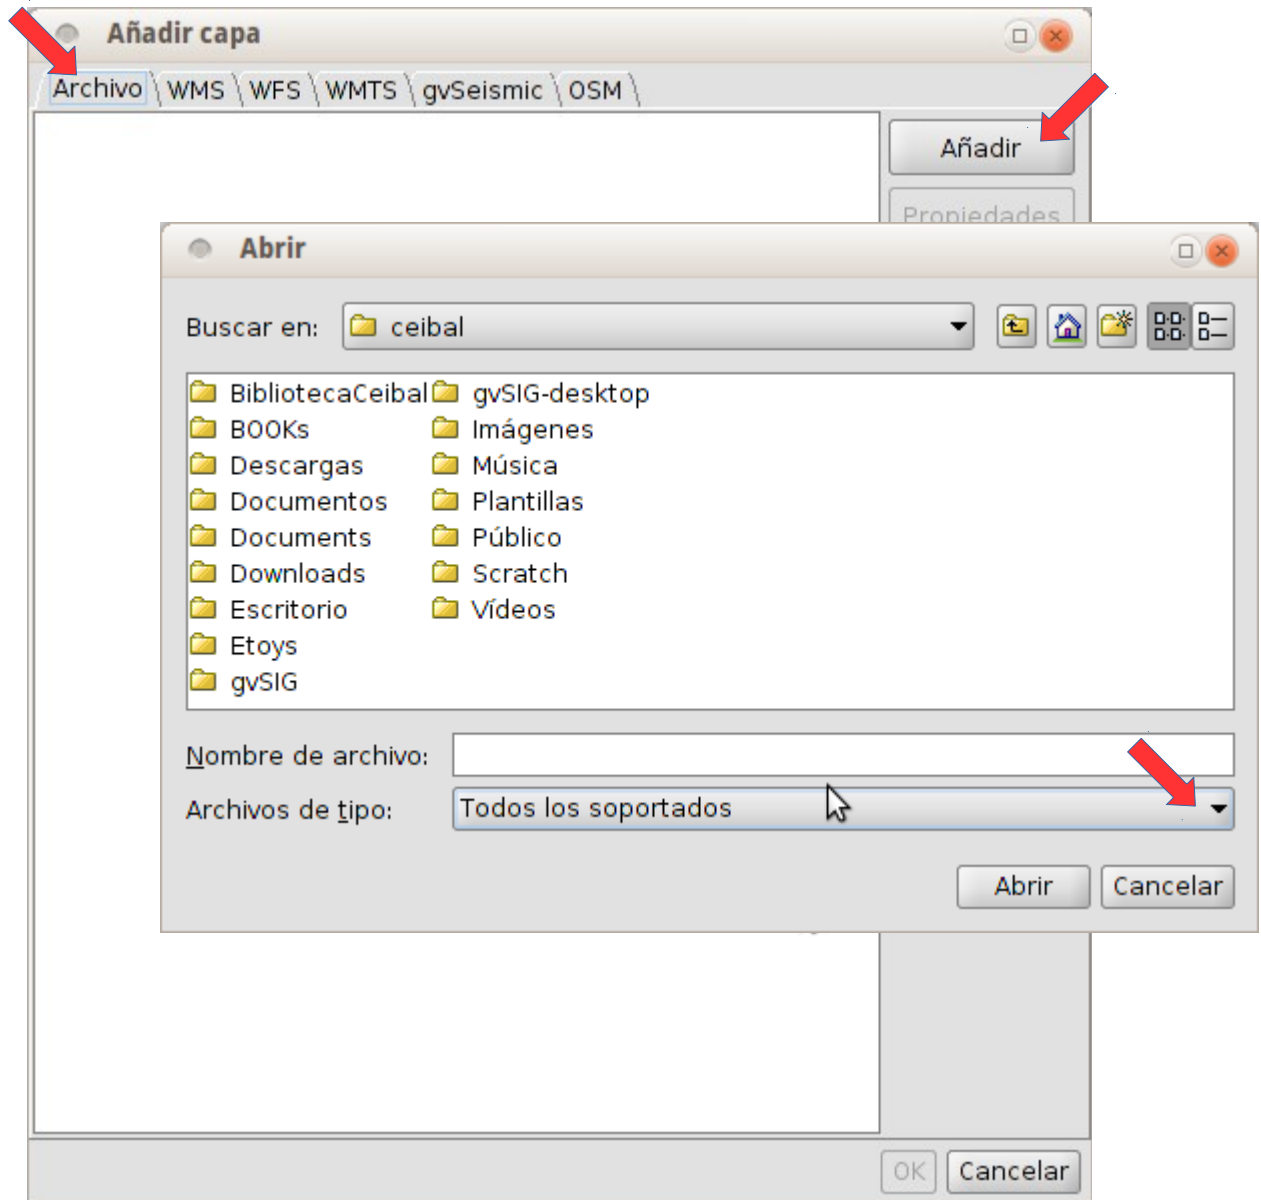 Añadir capa
Archivo WMS WFS WMTS gvSeismic OSM
Añadir
Propiedades
Abrir
Buscar en: ceibal
BibliotecaCeibal gvSIG-desktop
BOOKs Imágenes
Descargas Música
Documentos Plantillas
Documents Público
Downloads Scratch
Escritorio Vídeos
Etoys
gvSIG
Nombre de archivo:
Archivos de tipo: Todos los soportados
Abrir Cancelar
OK Cancelar